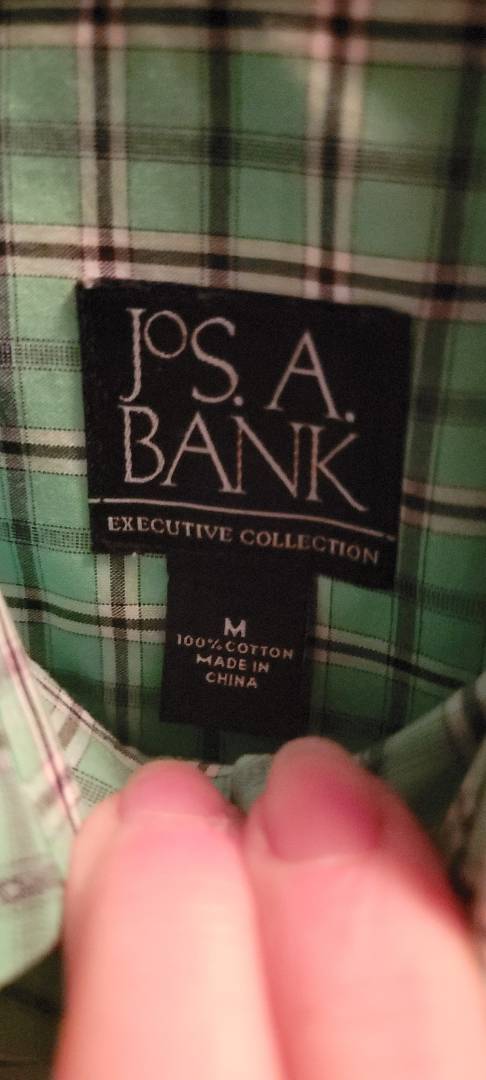 JOS. A.
BANK
EXECUTIVE COLLECTION
M
100% COTTON
MADE IN
CHINA